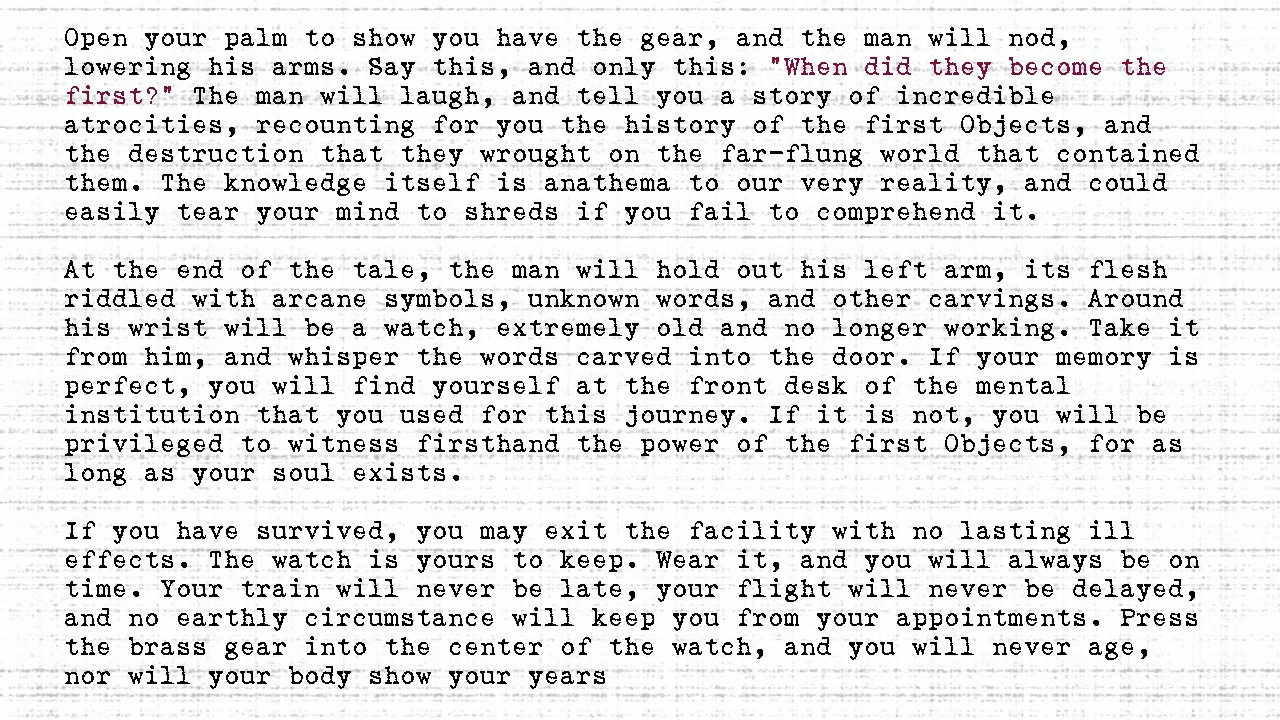 Open your palm to show you have the gear, and the man will nod,
lowering his arms. Say this, and only this: "When did they become the
first?" The man will laugh, and tell you a story of incredible
atrocities, recounting for you the history of the first Objects, and
the destruction that they wrought on the far-flung world that contained
them. The knowledge itself is anathema to our very reality, and could
easily tear your mind to shreds if you fail to comprehend it.
At the end of the tale, the man will hold out his left arm, its flesh
riddled with arcane symbols, unknown words, and other carvings. Around
his wrist will be a watch, extremely old and no longer working. Take it
from him, and whisper the words carved into the door. If your memory is
perfect, you will find yourself at the front desk of the mental
institution that you used for this journey. If it is not, you will be
privileged to witness firsthand the power of the first Objects, for as
long as your soul exists.
If you have survived, you may exit the facility with no lasting ill
effects. The watch is yours to keep. Wear it, and you will always be on
time. Your train will never be late, your flight will never be delayed,
and no earthly circumstance will keep you from your appointments. Press
the brass gear into the center of the watch, and you will never age,
nor will your body show your years